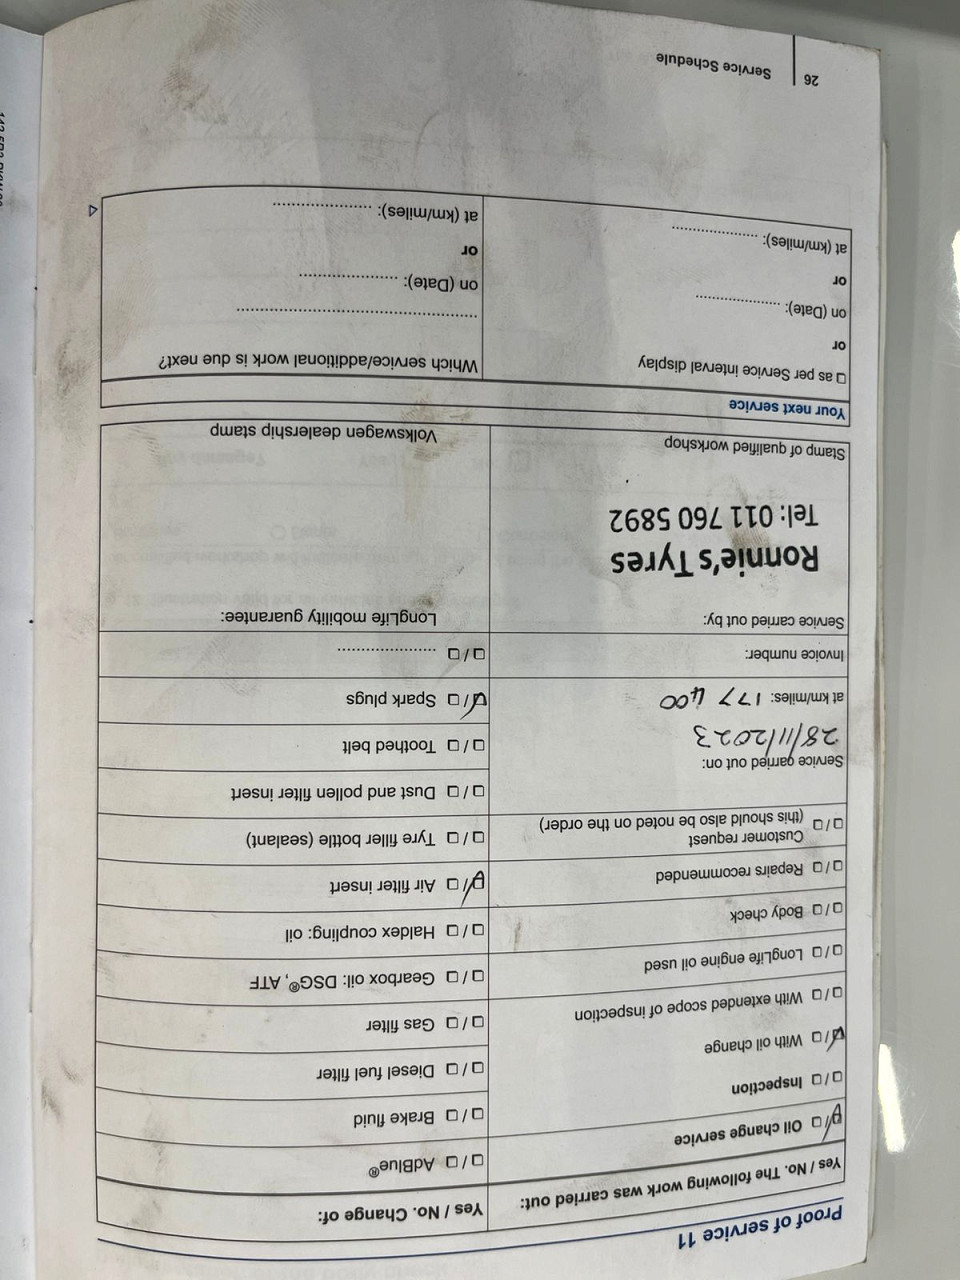 Proof of service 11
Yes / No. The following work was carried out:
❑/❑ Oil change service
❑/❑ Inspection
❑/❑ With oil change
❑/❑ With extended scope of inspection
❑/❑ LongLife engine oil used
❑/❑ Body check
❑/❑ Repairs recommended
❑/❑ Customer request
(this should also be noted on the order)
Service carried out on:
28/11/2023
at km/miles: 177 400
Invoice number:
Service carried out by:
Ronnie's Tyres
Tel: 011 760 5892
Stamp of qualified workshop
Yes / No. Change of:
❑/❑ AdBlue®
❑/❑ Brake fluid
❑/❑ Diesel fuel filter
❑/❑ Gas filter
❑/❑ Gearbox oil: DSG®, ATF
❑/❑ Haldex coupling: oil
❑/❑ Air filter insert
❑/❑ Tyre filler bottle (sealant)
❑/❑ Dust and pollen filter insert
❑/❑ Toothed belt
❑/❑ Spark plugs
❑/❑ ....................
LongLife mobility guarantee:
Volkswagen dealership stamp
Your next service
❑ as per Service interval display
or
on (Date): .................
or
at (km/miles): .................
Which service/additional work is due next?
..................................................
on (Date): ....................
or
at (km/miles): ....................
26 Service Schedule